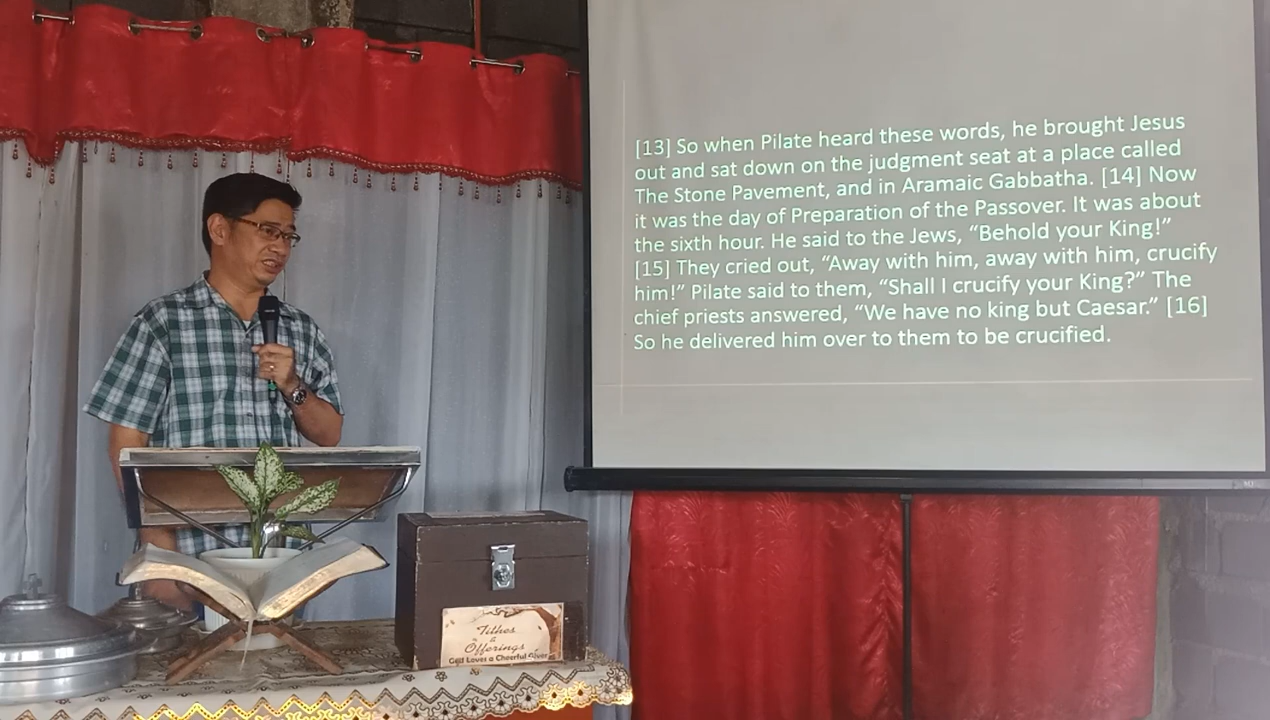 [13] So when Pilate heard these words, he brought Jesus
out and sat down on the judgment seat at a place called
The Stone Pavement, and in Aramaic Gabbatha. [14] Now
it was the day of Preparation of the Passover. It was about
the sixth hour. He said to the Jews, “Behold your King!”
[15] They cried out, “Away with him, away with him, crucify
him!” Pilate said to them, “Shall I crucify your King?” The
chief priests answered, “We have no king but Caesar.” [16]
So he delivered him over to them to be crucified.
Tithes
&
Offerings
God Loves a Cheerful Giver